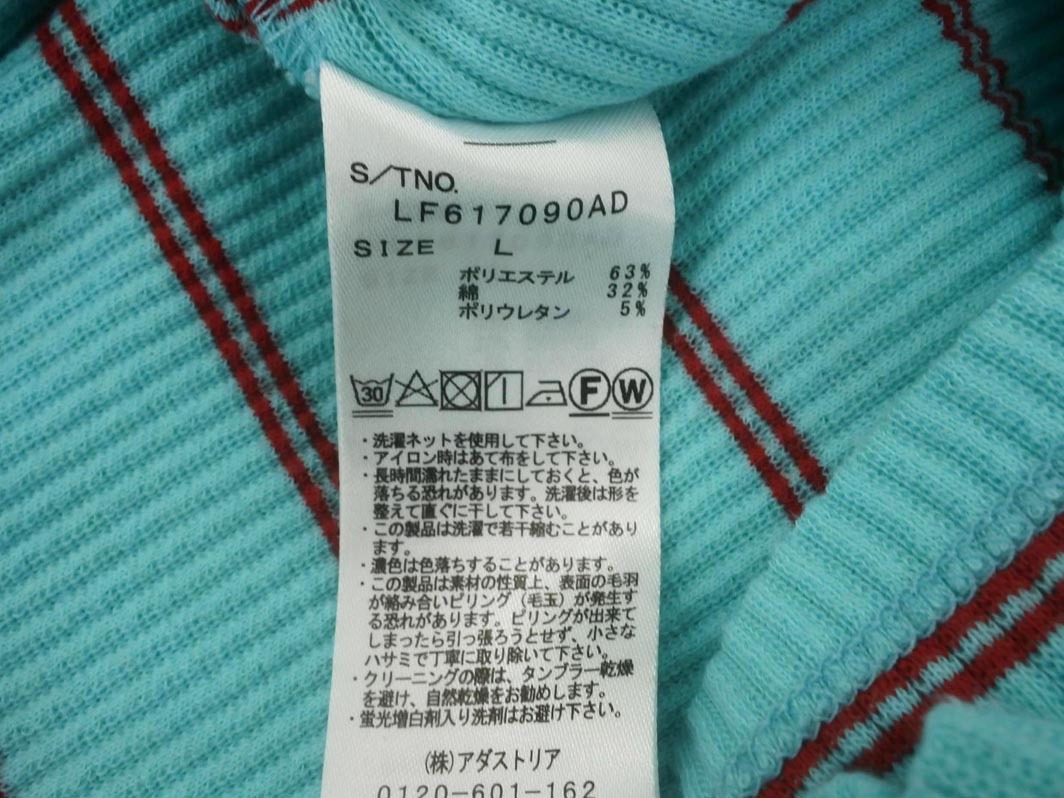 S/TNO.
LF617090AD
SIZE L
ポリエステル 63%
綿 32%
ポリウレタン 5%
30 F W
・洗濯ネットを使用して下さい。
・アイロン時はあて布をして下さい。
・長時間濡れたままにしておくと、色が
落ちる恐れがあります。洗濯後は形を
整えて直ぐに干して下さい。
・この製品は洗濯で若干縮むことがあり
ます。
・濃色は色落ちすることがあります。
・この製品は素材の性質上、表面の毛羽
が絡み合いピリング（毛玉）が発生す
る恐れがあります。ピリングが出来て
しまったら引っ張ろうとせず、小さな
ハサミで丁寧に取り除いて下さい。
・クリーニングの際は、タンブラー乾燥
を避け、自然乾燥をお勧めします。
・蛍光増白剤入り洗剤はお避け下さい。
(株)アダストリア
0120-601-162